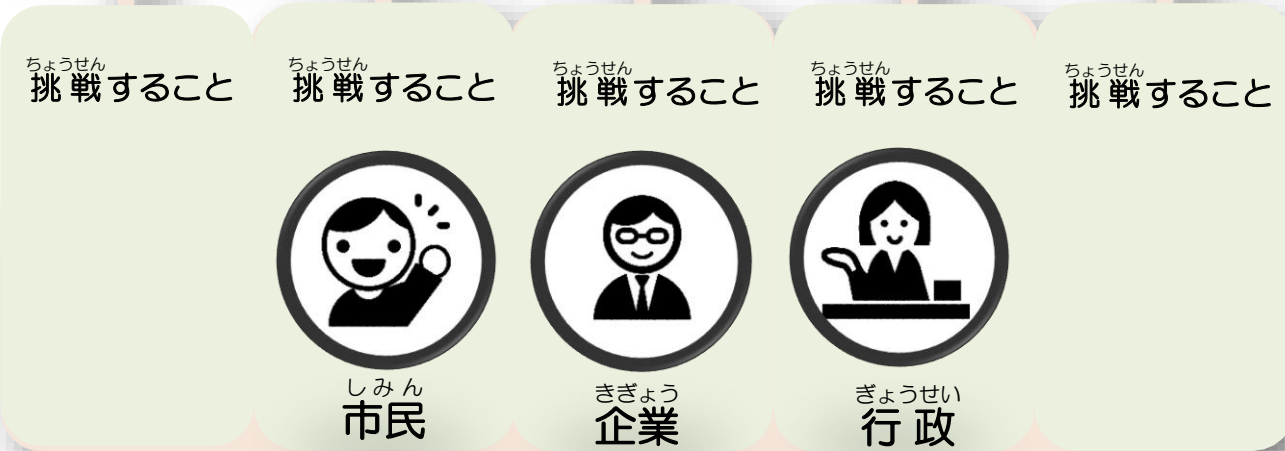 ちょうせん ちょうせん ちょうせん ちょうせん ちょうせん
挑戦すること 挑戦すること 挑戦すること 挑戦すること 挑戦すること
しみん ききぎょう ぎょうせい
市民 企業 行政